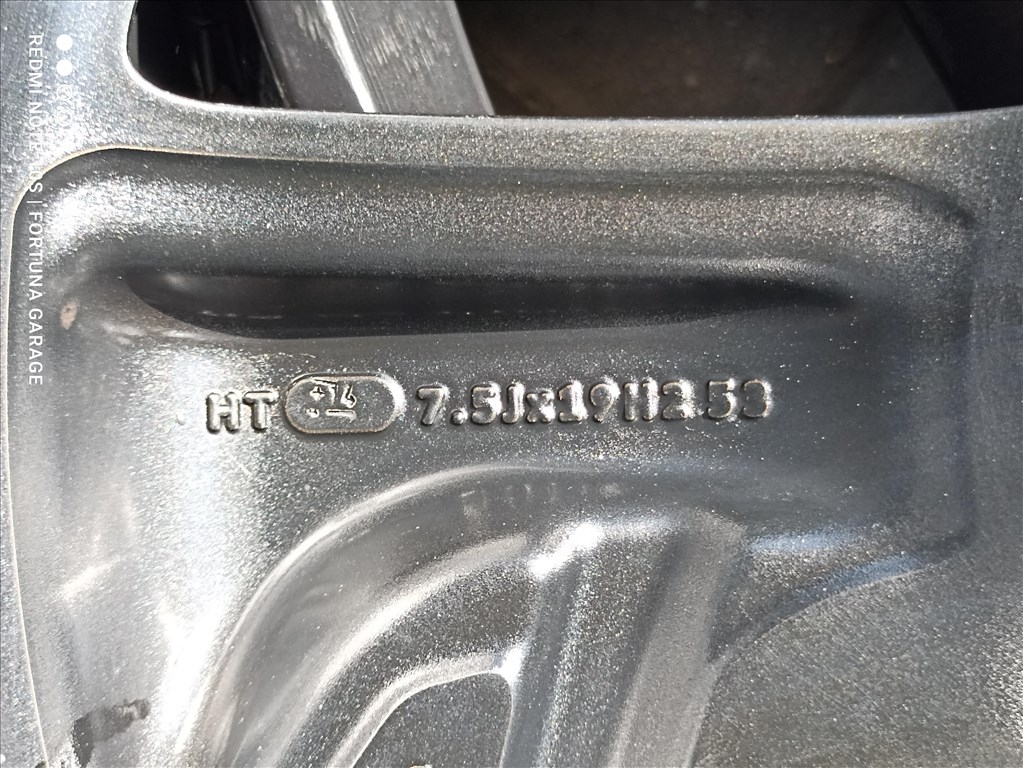 HT 7.5Jx19H2 53
REDMI NOTE | FORTUNA GARAGE